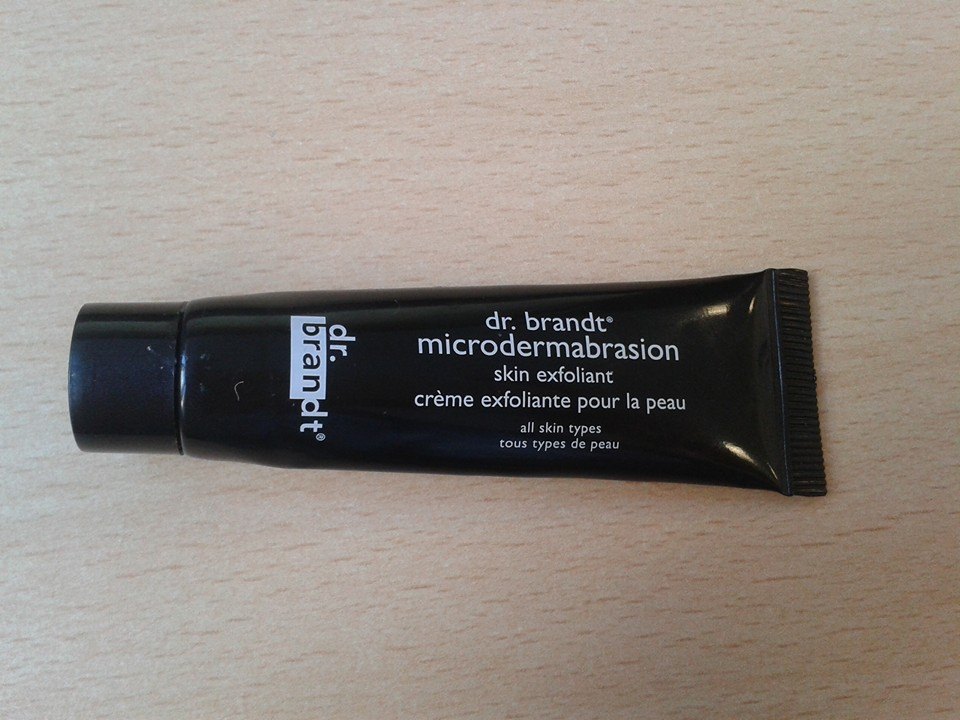 dr.
brandt®
dr. brandt®
microdermabrasion
skin exfoliant
crème exfoliante pour la peau
all skin types
tous types de peau